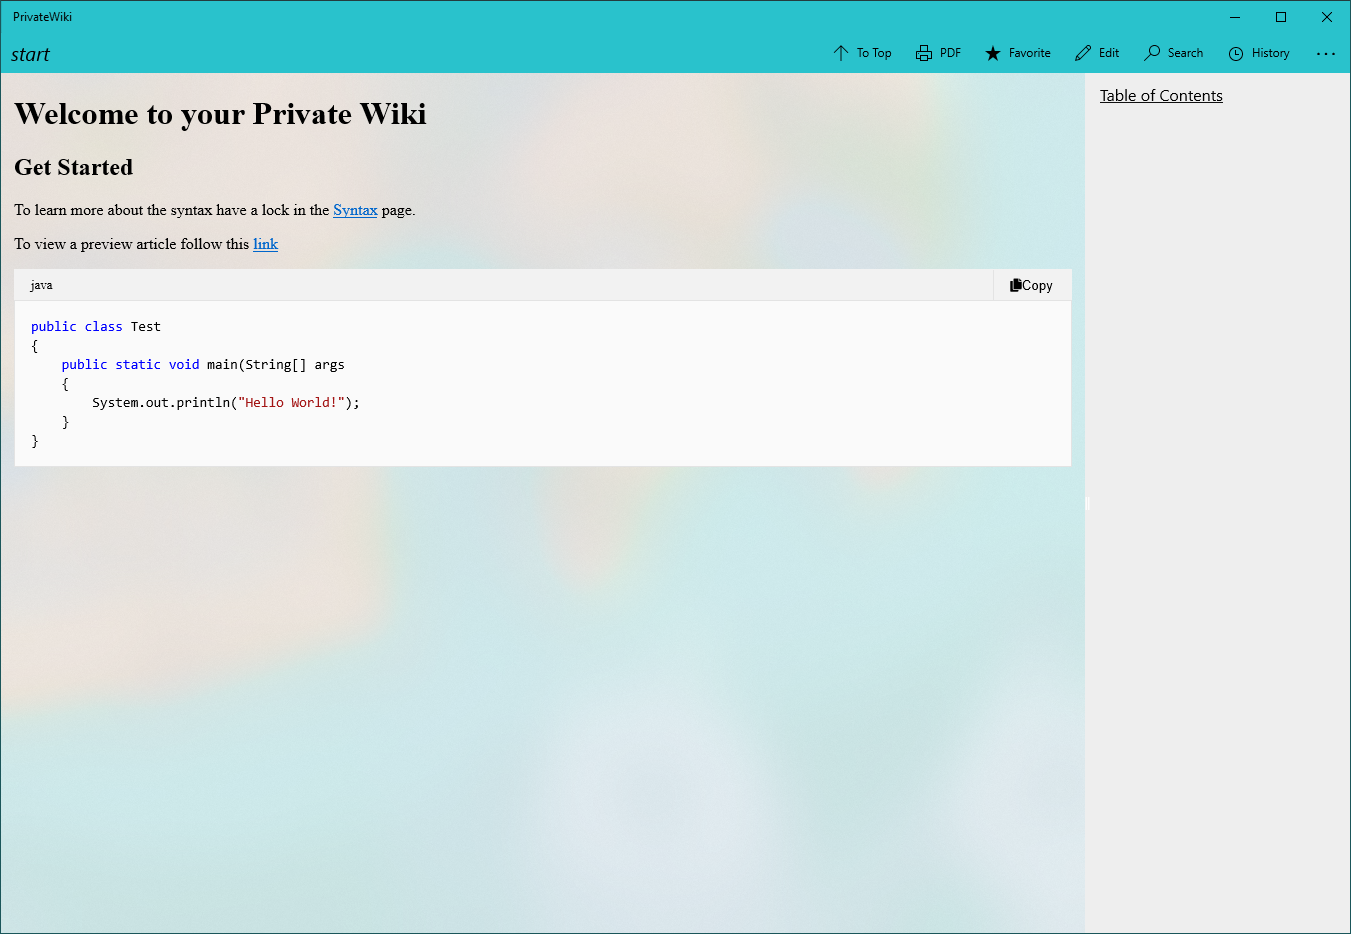 PrivateWiki
start
To Top
PDF
Favorite
Edit
Search
History
Welcome to your Private Wiki
Table of Contents
Get Started
To learn more about the syntax have a lock in the Syntax page.
To view a preview article follow this link
java
Copy
public class Test
{
    public static void main(String[] args
    {
        System.out.println("Hello World!");
    }
}